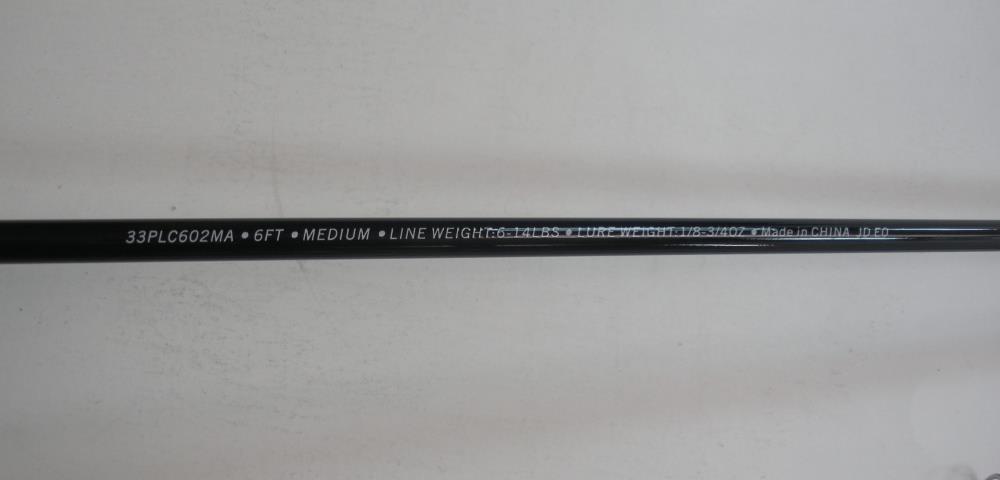 33PLC602MA • 6FT • MEDIUM • LINE WEIGHT:6-14LBS • LURE WEIGHT:1/8-3/4OZ • Made in CHINA JD E0